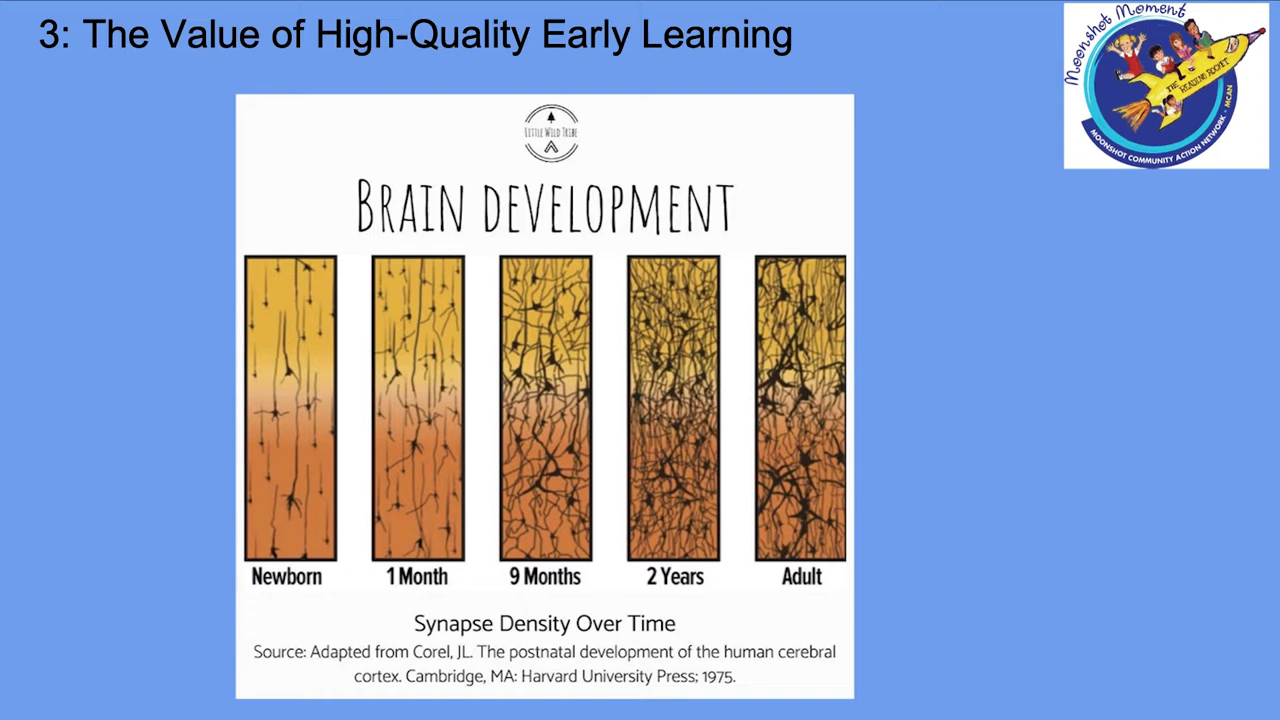 3: The Value of High-Quality Early Learning
Moonshot Moment
THE READING ROCKET
MOONSHOT COMMUNITY ACTION NETWORK - MCAN
LITTLE WILD TRIBE
BRAIN DEVELOPMENT
Newborn
1 Month
9 Months
2 Years
Adult
Synapse Density Over Time
Source: Adapted from Corel, JL. The postnatal development of the human cerebral
cortex. Cambridge, MA: Harvard University Press; 1975.